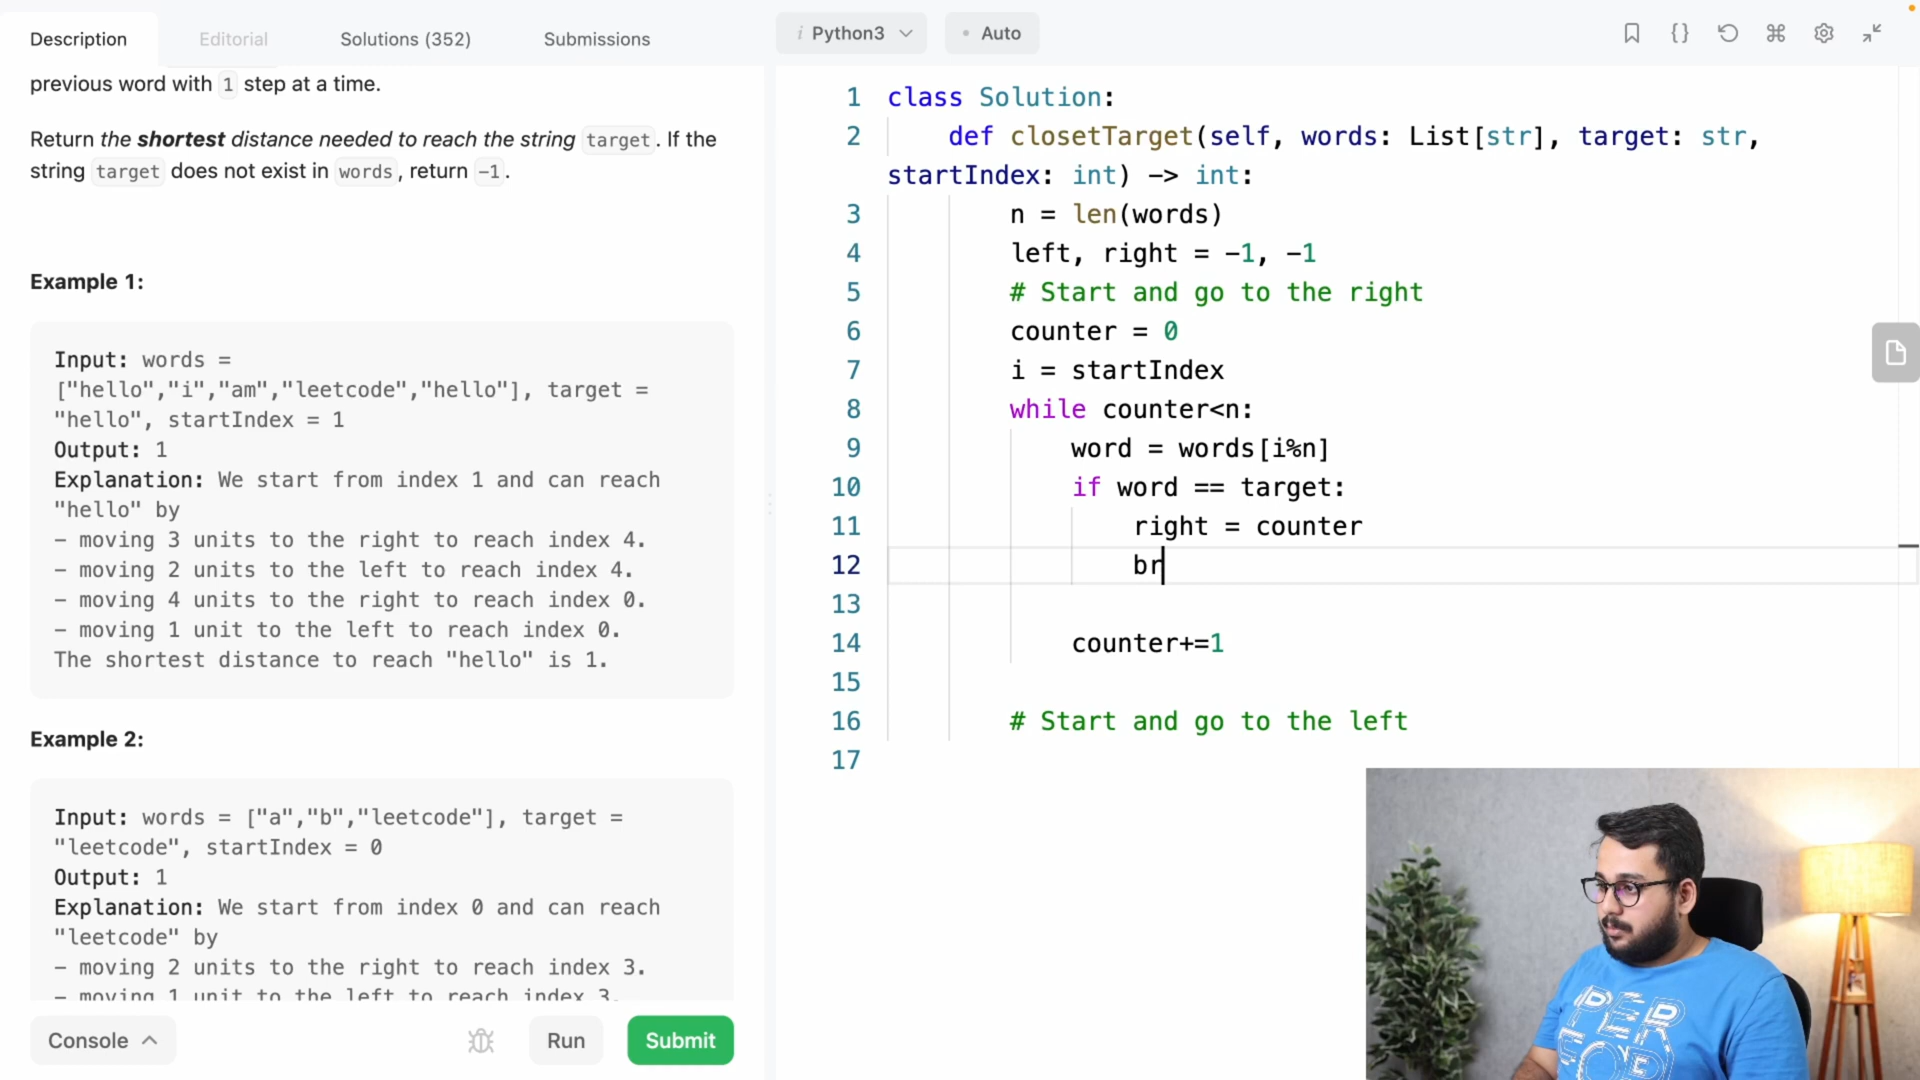 Description
Editorial
Solutions (352)
Submissions
previous word with 1 step at a time.
Return the shortest distance needed to reach the string target. If the
string target does not exist in words, return -1.
Example 1:
Input: words =
["hello","i","am","leetcode","hello"], target =
"hello", startIndex = 1
Output: 1
Explanation: We start from index 1 and can reach
"hello" by
- moving 3 units to the right to reach index 4.
- moving 2 units to the left to reach index 4.
- moving 4 units to the right to reach index 0.
- moving 1 unit to the left to reach index 0.
The shortest distance to reach "hello" is 1.
Example 2:
Input: words = ["a","b","leetcode"], target =
"leetcode", startIndex = 0
Output: 1
Explanation: We start from index 0 and can reach
"leetcode" by
- moving 2 units to the right to reach index 3.
- moving 1 unit to the left to reach index 3.
Console
Run
Submit
i Python3
Auto
1 class Solution:
2 def closetTarget(self, words: List[str], target: str,
startIndex: int) -> int:
3 n = len(words)
4 left, right = -1, -1
5 # Start and go to the right
6 counter = 0
7 i = startIndex
8 while counter<n:
9 word = words[i%n]
10 if word == target:
11 right = counter
12 br
13
14 counter+=1
15
16 # Start and go to the left
17